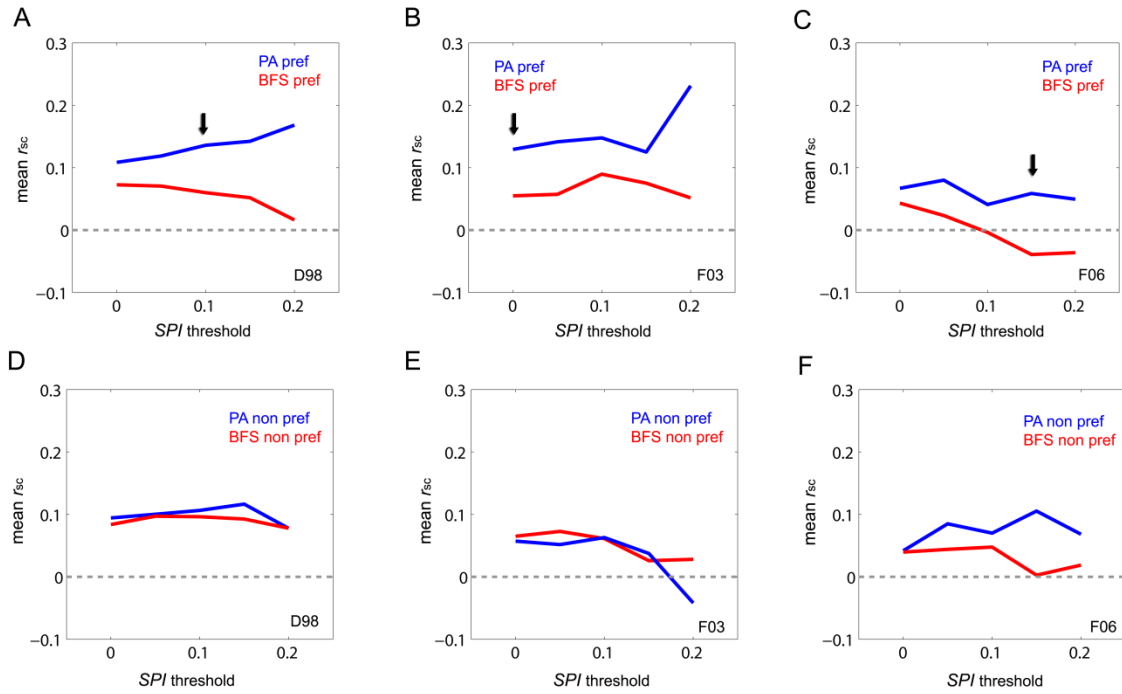 A
0.3
0.2
0.1
0
−0.1
mean rsc
PA pref
BFS pref
D98
0
0.1
0.2
SPI threshold
B
0.3
0.2
0.1
0
−0.1
mean rsc
PA pref
BFS pref
F03
0
0.1
0.2
SPI threshold
C
0.3
0.2
0.1
0
−0.1
mean rsc
PA pref
BFS pref
F06
0
0.1
0.2
SPI threshold
D
0.3
0.2
0.1
0
−0.1
mean rsc
PA non pref
BFS non pref
D98
0
0.1
0.2
SPI threshold
E
0.3
0.2
0.1
0
−0.1
mean rsc
PA non pref
BFS non pref
F03
0
0.1
0.2
SPI threshold
F
0.3
0.2
0.1
0
−0.1
mean rsc
PA non pref
BFS non pref
F06
0
0.1
0.2
SPI threshold